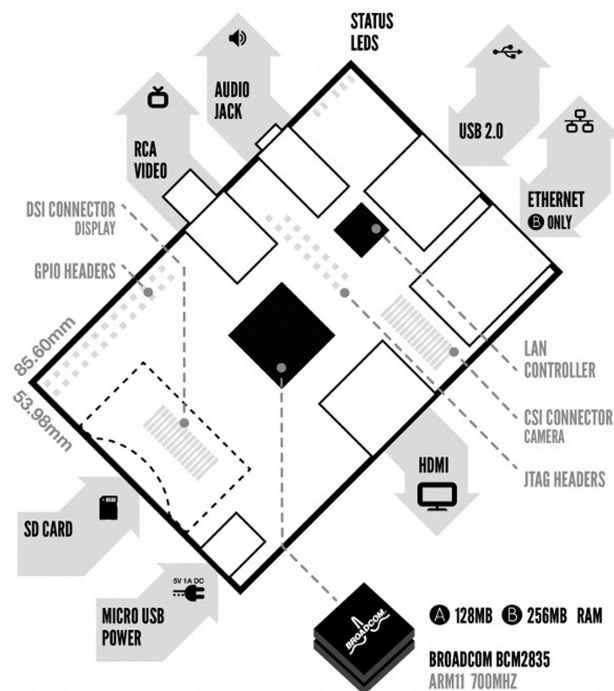 STATUS
LEDS
AUDIO
JACK
USB 2.0
RCA
VIDEO
ETHERNET
B ONLY
DSI CONNECTOR
DISPLAY
GPIO HEADERS
85.60mm
53.98mm
LAN
CONTROLLER
CSI CONNECTOR
CAMERA
JTAG HEADERS
HDMI
SD CARD
5V 1A DC
MICRO USB
POWER
BROADCOM
A 128MB B 256MB RAM
BROADCOM BCM2835
ARM11 700MHZ